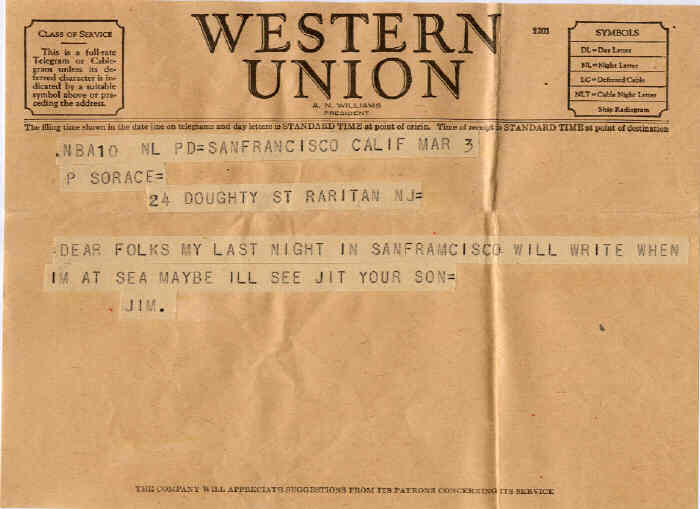 CLASS OF SERVICE
This is a full-rate
Telegram or Cable-
gram unless its de-
ferred character is in-
dicated by a suitable
symbol above or pre-
ceding the address.
WESTERN
UNION
A. N. WILLIAMS
PRESIDENT
SYMBOLS
DL=Day Letter
NL=Night Letter
LC=Deferred Cable
NLT=Cable Night Letter
Ship Radiogram
The filing time shown in the date line on telegrams and day letters is STANDARD TIME at point of origin. Time of receipt is STANDARD TIME at point of destination
.NBA10 NL PD=SANFRANCISCO CALIF MAR 3
P SORACE=
24 DOUGHTY ST RARITAN NJ=
DEAR FOLKS MY LAST NIGHT IN SANFRAMCISCO WILL WRITE WHEN
IM AT SEA MAYBE ILL SEE JIT YOUR SON=
JIM.
THE COMPANY WILL APPRECIATE SUGGESTIONS FROM ITS PATRONS CONCERNING ITS SERVICE